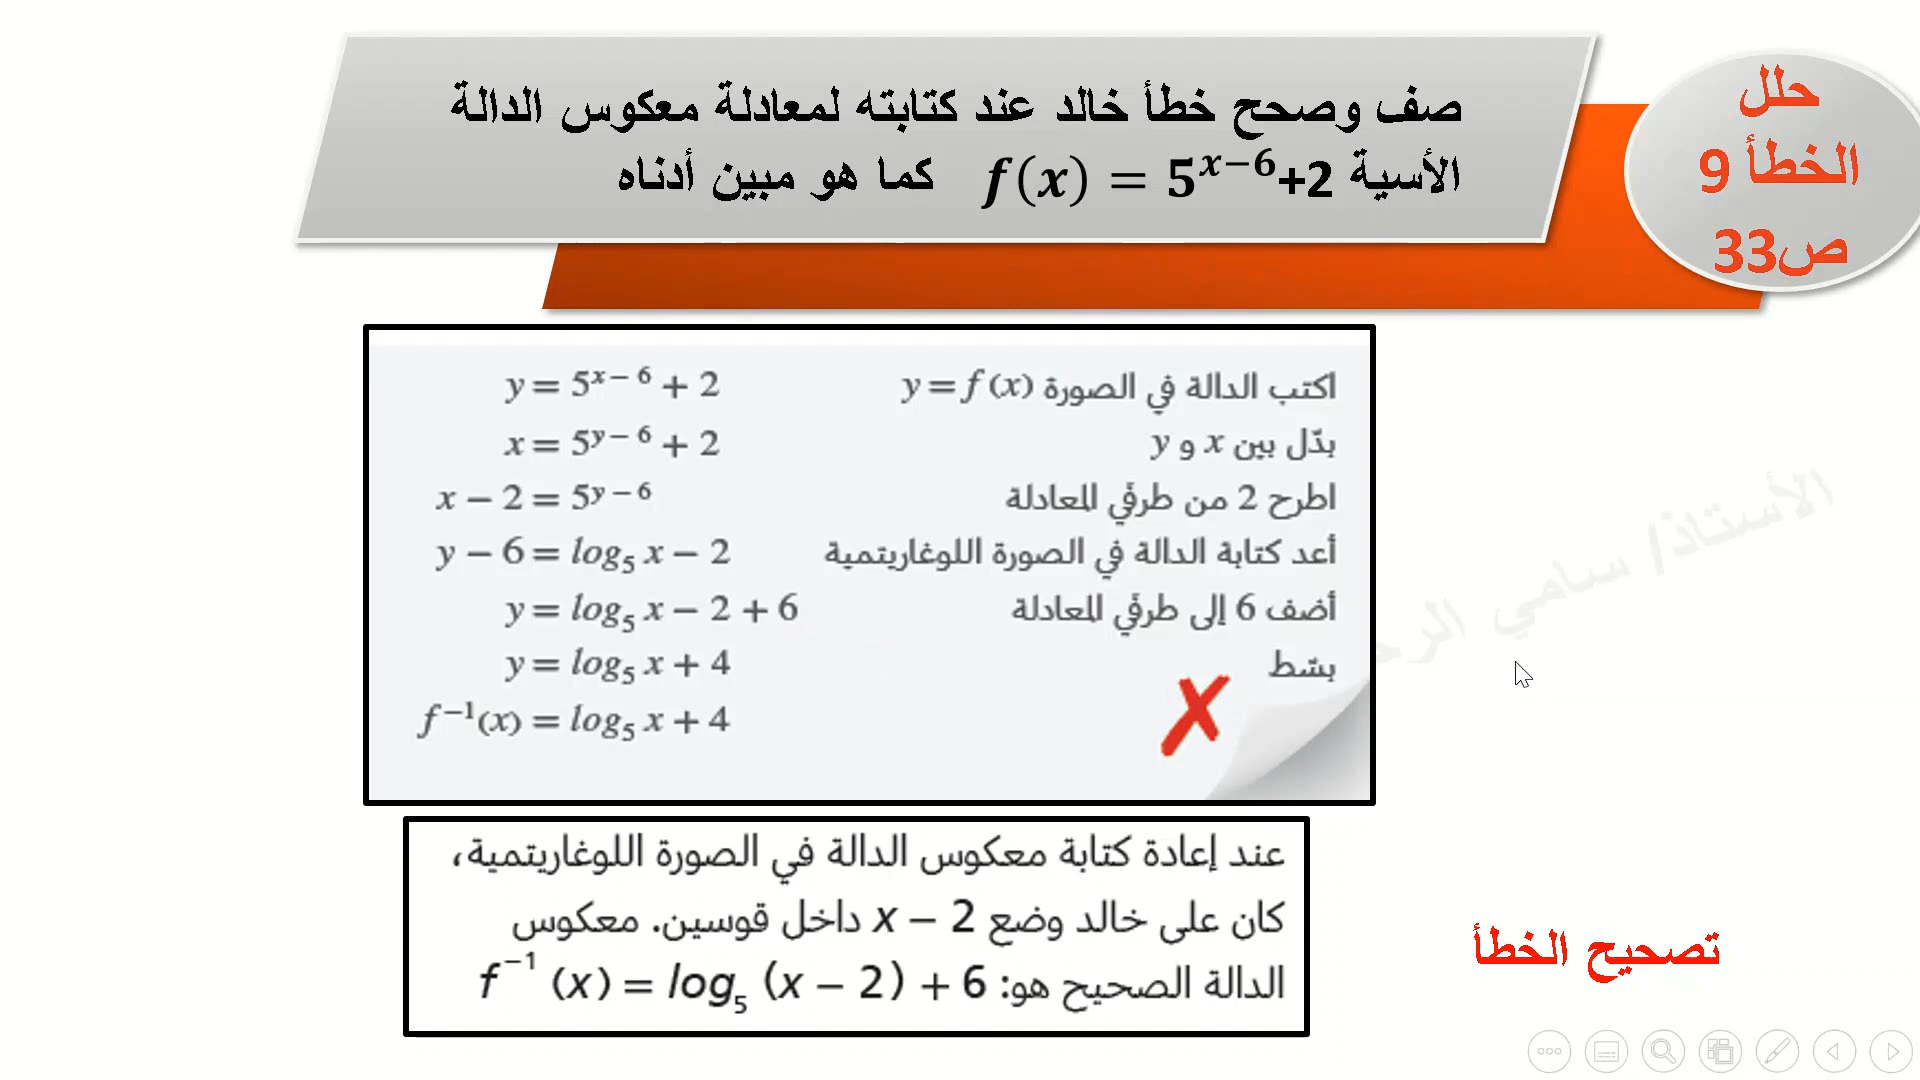 صف وصحح خطأ خالد عند كتابته لمعادلة معكوس الدالة
الأسية f(x) = 5^{x−6}+2 كما هو مبين أدناه
حلل
الخطأ 9
ص33
اكتب الدالة في الصورة y = f(x) y = 5^{x − 6} + 2
بدّل بين x و y x = 5^{y − 6} + 2
اطرح 2 من طرفي المعادلة x − 2 = 5^{y − 6}
أعد كتابة الدالة في الصورة اللوغاريتمية y − 6 = log₅ x − 2
أضف 6 إلى طرفي المعادلة y = log₅ x − 2 + 6
بسّط y = log₅ x + 4
f⁻¹(x) = log₅ x + 4
عند إعادة كتابة معكوس الدالة في الصورة اللوغاريتمية،
كان على خالد وضع x − 2 داخل قوسين. معكوس
الدالة الصحيح هو: f⁻¹ (x) = log₅ (x − 2) + 6
تصحيح الخطأ
الأستاذ/ سامي